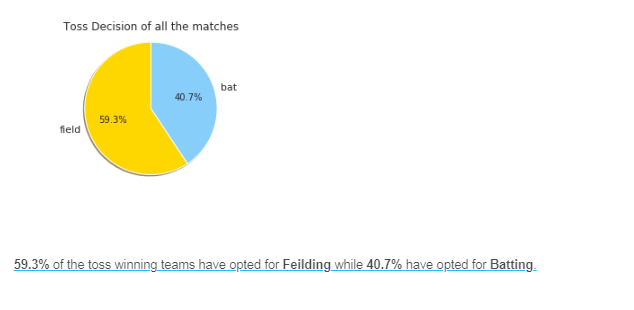 Toss Decision of all the matches
bat
40.7%
59.3%
field
59.3% of the toss winning teams have opted for Feilding while 40.7% have opted for Batting.